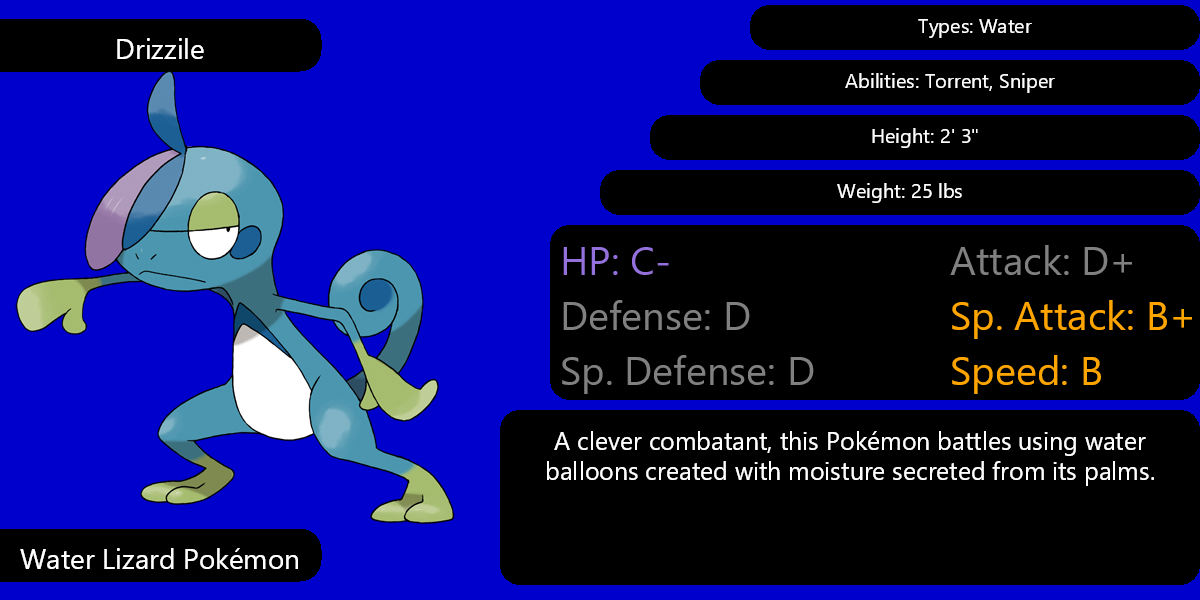 Drizzile
Types: Water
Abilities: Torrent, Sniper
Height: 2' 3"
Weight: 25 lbs
HP: C-
Attack: D+
Defense: D
Sp. Attack: B+
Sp. Defense: D
Speed: B
A clever combatant, this Pokémon battles using water
balloons created with moisture secreted from its palms.
Water Lizard Pokémon